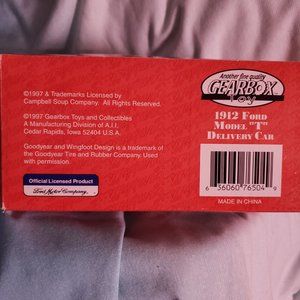 ©1997 & Trademarks Licensed by
Campbell Soup Company. All Rights Reserved.
©1997 Gearbox Toys and Collectibles
A Manufacturing Division of A.I.I.
Cedar Rapids, Iowa 52404 U.S.A.
Goodyear and Wingfoot Design is a trademark of
the Goodyear Tire and Rubber Company. Used
with permission.
Official Licensed Product
Ford Motor Company
Another fine quality
GEARBOX
TOY
1912 FORD
MODEL "T"
DELIVERY CAR
6 36060 76504 9
MADE IN CHINA